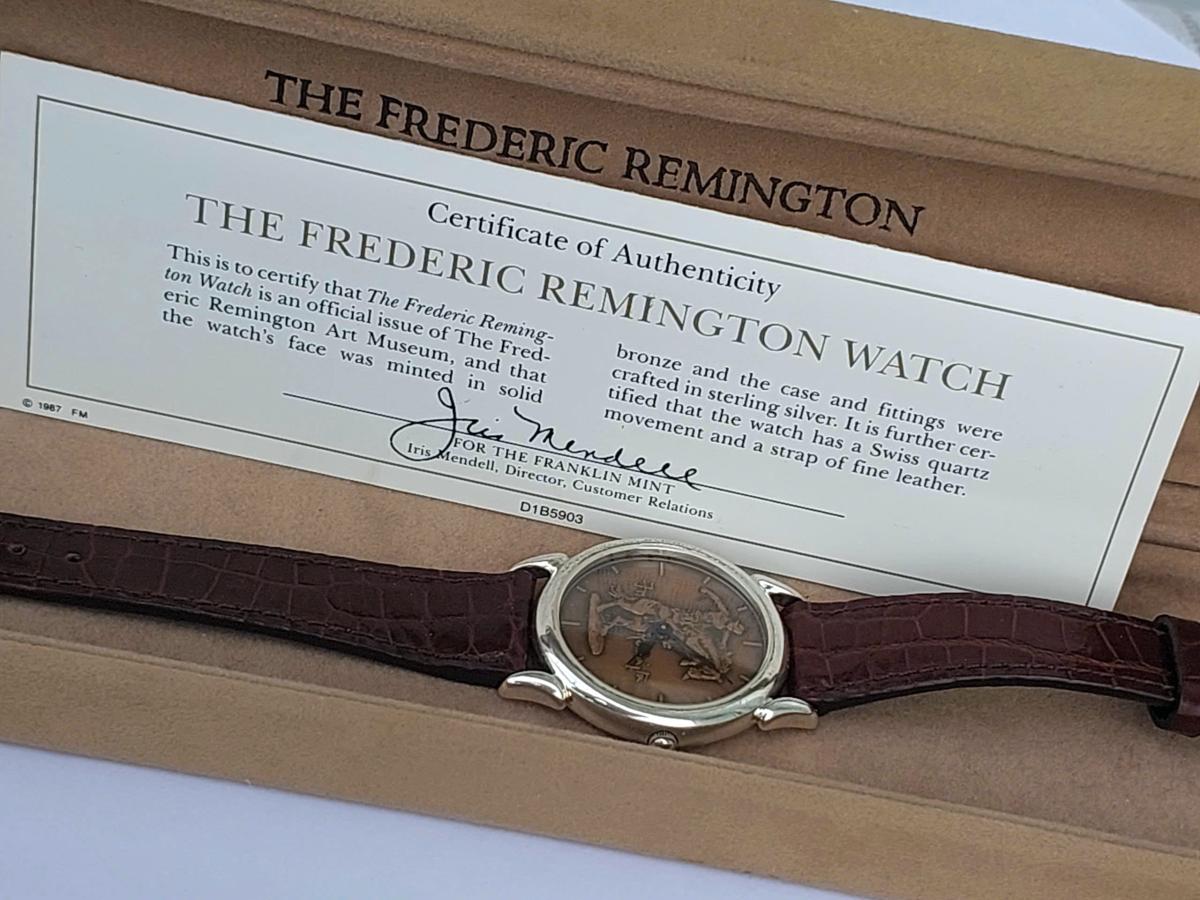 THE FREDERIC REMINGTON
Certificate of Authenticity
THE FREDERIC REMINGTON WATCH
This is to certify that The Frederic Reming-
ton Watch is an official issue of The Fred-
eric Remington Art Museum, and that
the watch's face was minted in solid
bronze and the case and fittings were
crafted in sterling silver. It is further cer-
tified that the watch has a Swiss quartz
movement and a strap of fine leather.
Iris Mendell
FOR THE FRANKLIN MINT
Iris Mendell, Director, Customer Relations
© 1987 FM
D1B5903